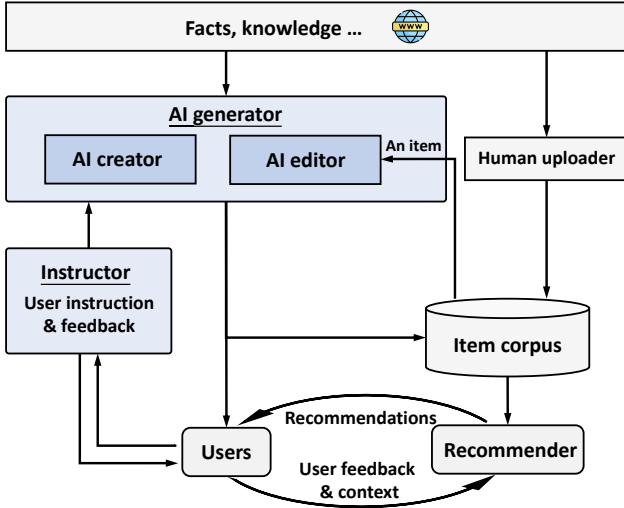 Facts, knowledge ...
WWW
AI generator
AI creator
AI editor
An item
Human uploader
Instructor
User instruction
& feedback
Item corpus
Recommendations
Users
Recommender
User feedback
& context